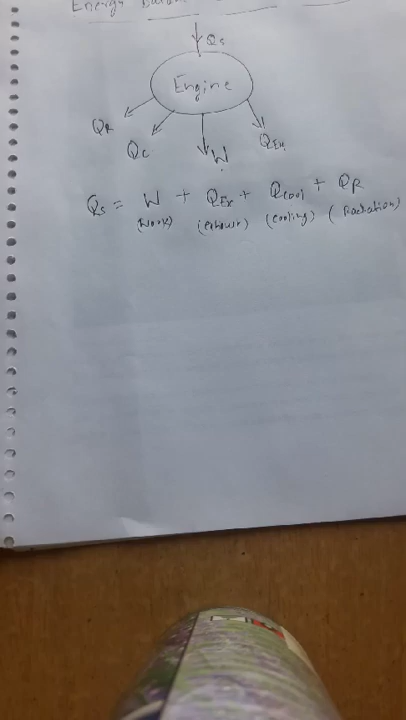 Energy
Qs
Engine
QR
Qc
W
QEx.
Qs = W + QEx + Qcool + QR
(work) (exhaust) (cooling) (Radiation)